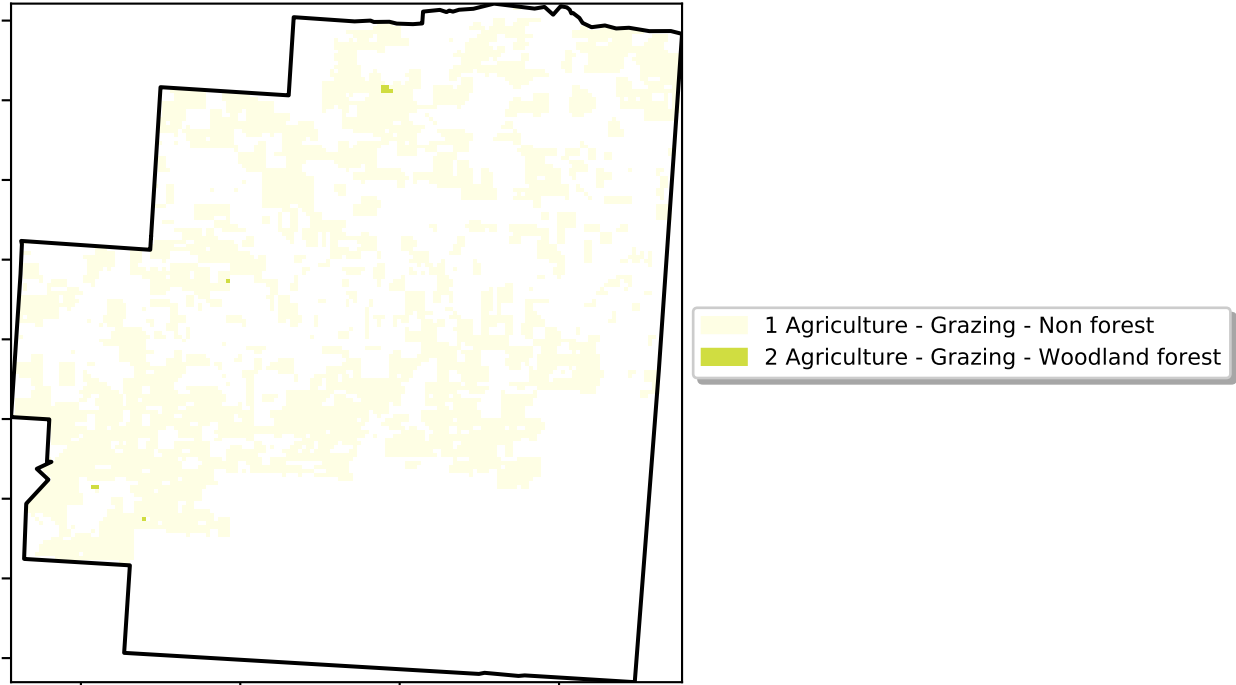 1 Agriculture - Grazing - Non forest
2 Agriculture - Grazing - Woodland forest